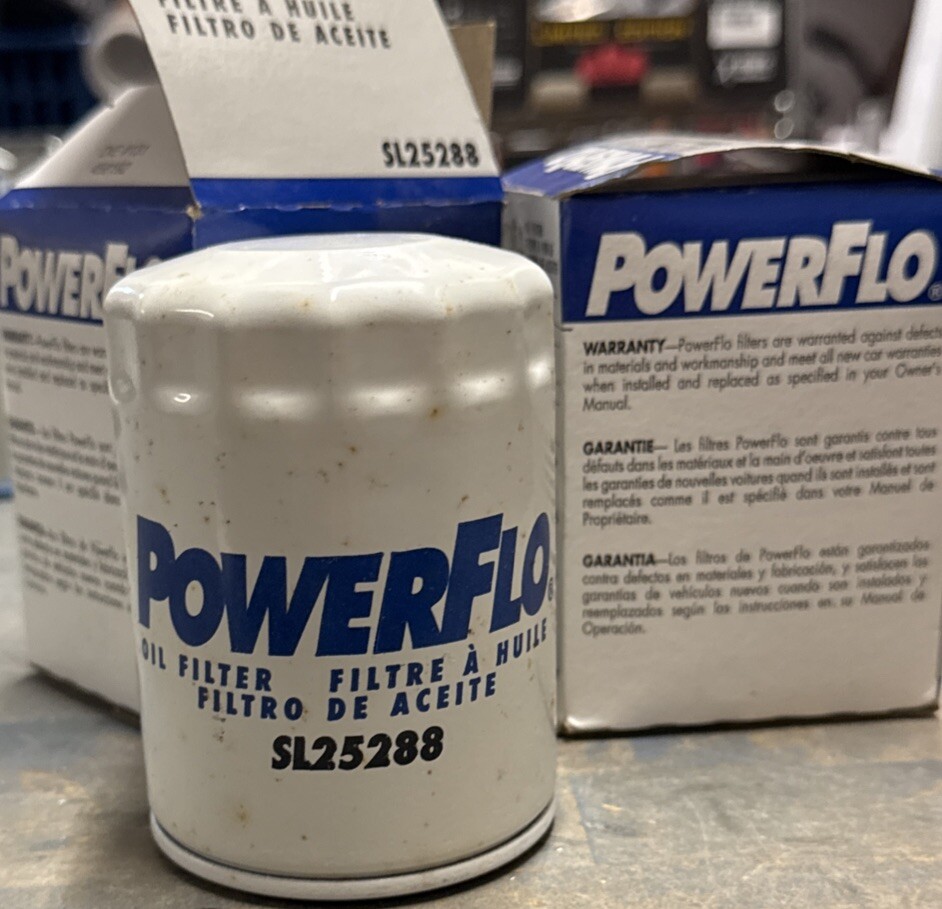 FILTRE À HUILE
FILTRO DE ACEITE
SL25288
POWERFLO
POWERFLO®
WARRANTY—PowerFlo filters are warranted against defects
in materials and workmanship and meet all new car warranties
when installed and replaced as specified in your Owner's
Manual.
GARANTIE— Les filtres PowerFlo sont garantis contre tous
défauts dans les matériaux et la main d'oeuvre et satisfont toutes
les garanties de nouvelles voitures quand ils sont installés et sont
remplacés comme il est spécifié dans votre Manuel de
Propriétaire.
GARANTIA—Los filtros de PowerFlo están garantizados
contra defectos en materiales y fabricación, y satisfacen las
garantías de vehículos nuevos cuando son instalados y
reemplazados según las instrucciones en su Manual de
Operación.
POWERFLO®
OIL FILTER FILTRE À HUILE
FILTRO DE ACEITE
SL25288